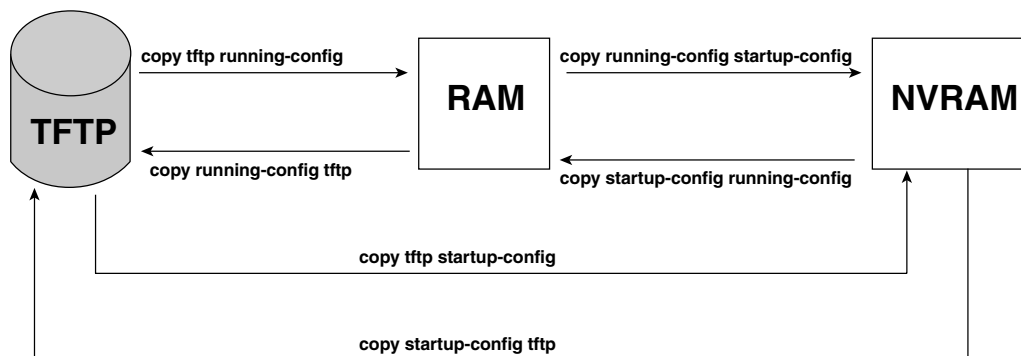 copy tftp running-config
copy running-config startup-config
TFTP
RAM
NVRAM
copy running-config tftp
copy startup-config running-config
copy tftp startup-config
copy startup-config tftp